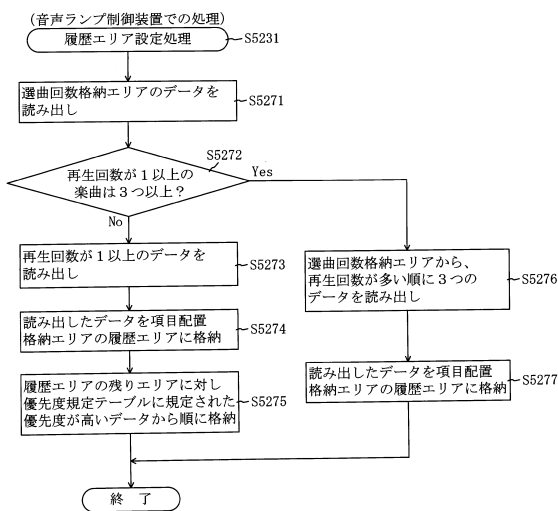 (音声ランプ制御装置での処理)
履歴エリア設定処理
S5231
選曲回数格納エリアのデータを
読み出し
S5271
S5272
再生回数が1以上の
楽曲は3つ以上?
Yes
No
再生回数が1以上のデータを
読み出し
S5273
読み出したデータを項目配置
格納エリアの履歴エリアに格納
S5274
履歴エリアの残りエリアに対し
優先度規定テーブルに規定された
優先度が高いデータから順に格納
S5275
選曲回数格納エリアから、
再生回数が多い順に3つの
データを読み出し
S5276
読み出したデータを項目配置
格納エリアの履歴エリアに格納
S5277
終 了